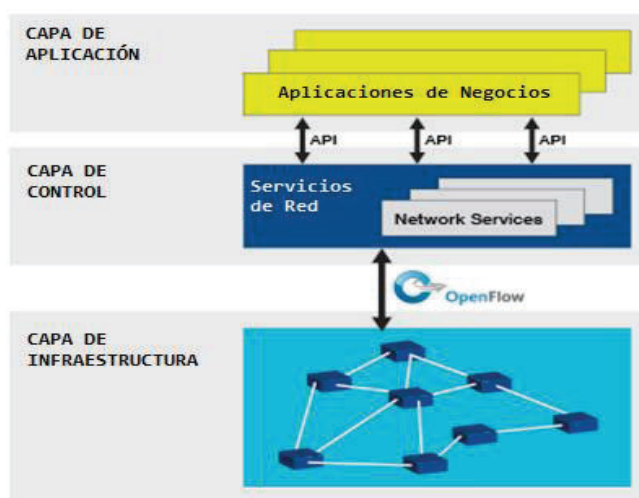 CAPA DE
APLICACIÓN
Aplicaciones de Negocios
API
API
API
CAPA DE
CONTROL
Servicios
de Red
Network Services
OpenFlow
CAPA DE
INFRAESTRUCTURA